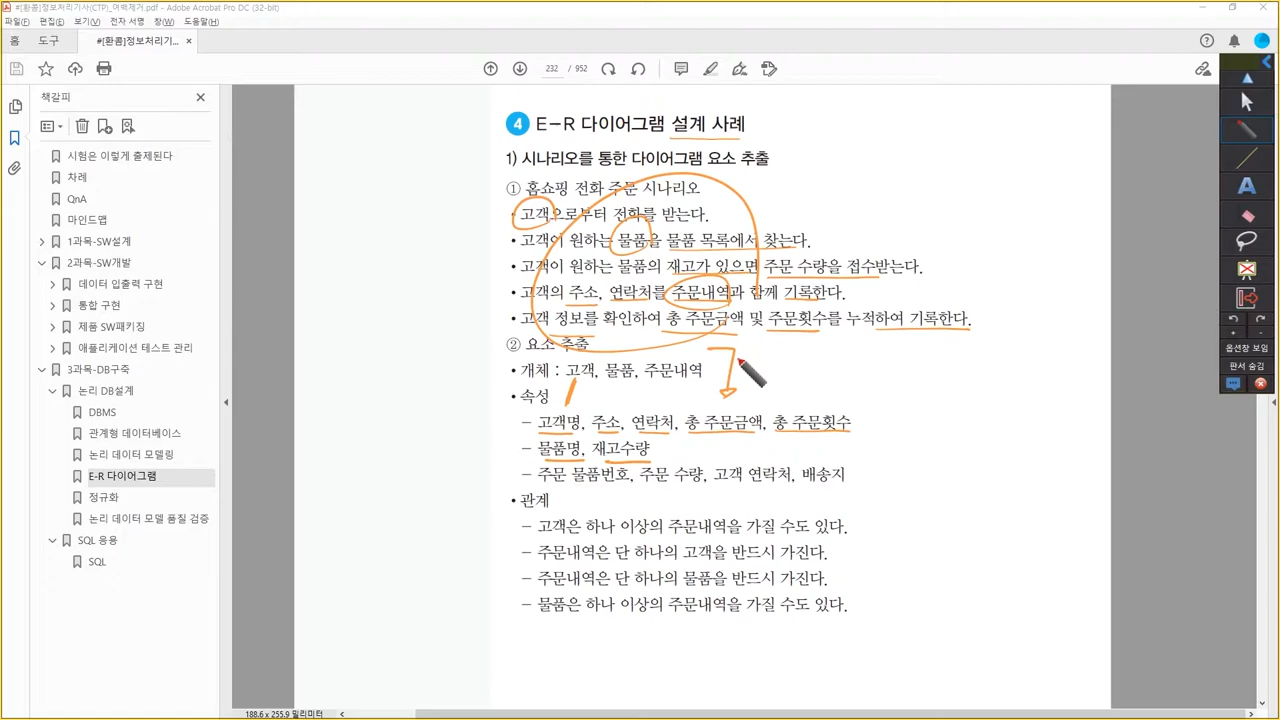 #[환콤]정보처리기사(CTP)_여백제거.pdf - Adobe Acrobat Pro DC (32-bit)
파일(F) 편집(E) 보기(V) 전자 서명 창(W) 도움말(H)
홈 도구 #[환콤]정보처리기... ×
232 / 952
책갈피
시험은 이렇게 출제된다
차례
QnA
마인드맵
1과목-SW설계
2과목-SW개발
데이터 입출력 구현
통합 구현
제품 SW패키징
애플리케이션 테스트 관리
3과목-DB구축
논리 DB설계
DBMS
관계형 데이터베이스
논리 데이터 모델링
E-R 다이어그램
정규화
논리 데이터 모델 품질 검증
SQL 응용
SQL
4 E-R 다이어그램 설계 사례
1) 시나리오를 통한 다이어그램 요소 추출
① 홈쇼핑 전화 주문 시나리오
• 고객으로부터 전화를 받는다.
• 고객이 원하는 물품을 물품 목록에서 찾는다.
• 고객이 원하는 물품의 재고가 있으면 주문 수량을 접수받는다.
• 고객의 주소, 연락처를 주문내역과 함께 기록한다.
• 고객 정보를 확인하여 총 주문금액 및 주문횟수를 누적하여 기록한다.
② 요소 추출
• 개체 : 고객, 물품, 주문내역
• 속성
- 고객명, 주소, 연락처, 총 주문금액, 총 주문횟수
- 물품명, 재고수량
- 주문 물품번호, 주문 수량, 고객 연락처, 배송지
• 관계
- 고객은 하나 이상의 주문내역을 가질 수도 있다.
- 주문내역은 단 하나의 고객을 반드시 가진다.
- 주문내역은 단 하나의 물품을 반드시 가진다.
- 물품은 하나 이상의 주문내역을 가질 수도 있다.
옵션창 보임
판서 숨김
188.6 x 255.9 밀리미터